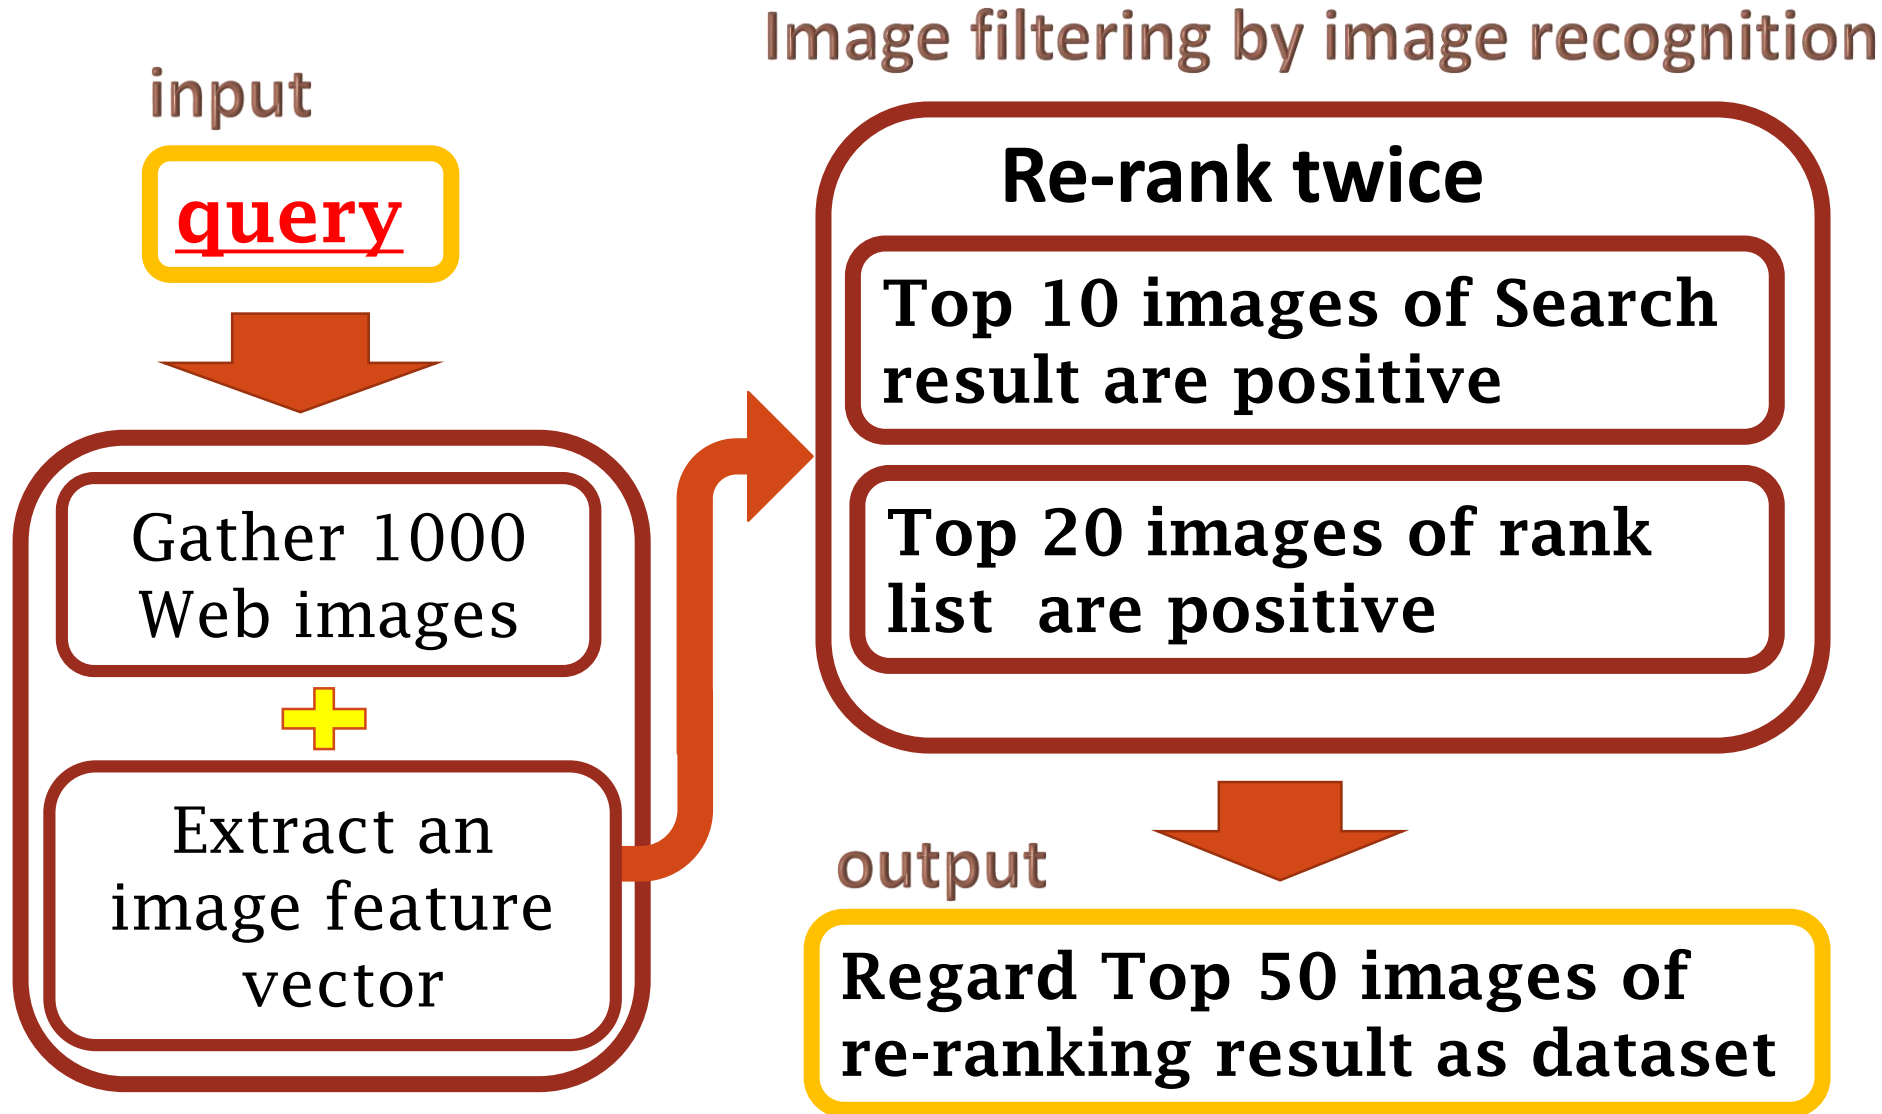 input
query
Gather 1000
Web images
Extract an
image feature
vector
Image filtering by image recognition
Re-rank twice
Top 10 images of Search
result are positive
Top 20 images of rank
list are positive
output
Regard Top 50 images of
re-ranking result as dataset